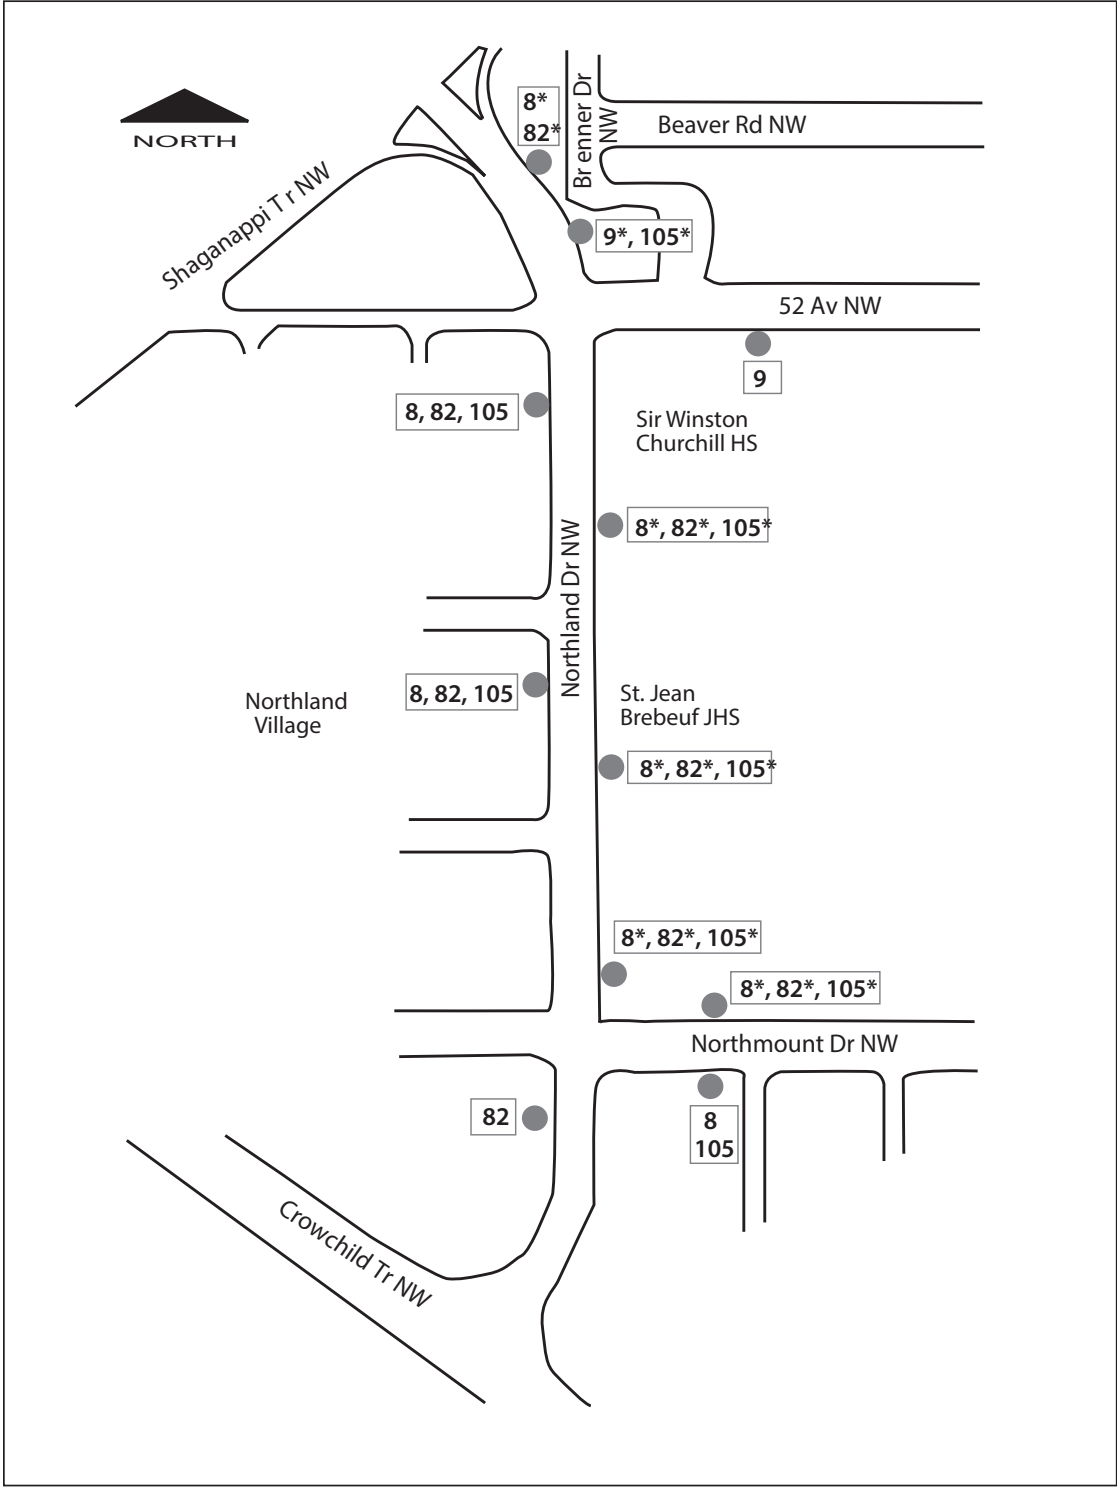 8*
82*
Br enner Dr
NW
Beaver Rd NW
NORTH
Shaganappi T r NW
9*, 105*
52 Av NW
9
8, 82, 105
Sir Winston
Churchill HS
8*, 82*, 105*
Northland Dr NW
8, 82, 105
St. Jean
Brebeuf JHS
Northland
Village
8*, 82*, 105*
8*, 82*, 105*
8*, 82*, 105*
Northmount Dr NW
82
8
105
Crowchild Tr NW